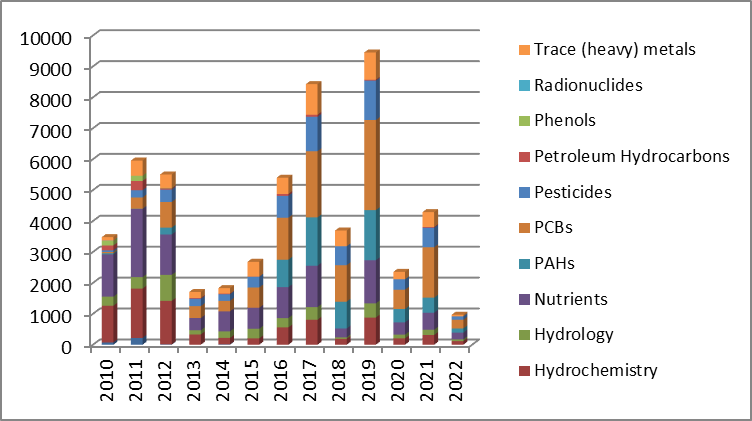 10000
9000
8000
7000
6000
5000
4000
3000
2000
1000
0
2010
2011
2012
2013
2014
2015
2016
2017
2018
2019
2020
2021
2022
Trace (heavy) metals
Radionuclides
Phenols
Petroleum Hydrocarbons
Pesticides
PCBs
PAHs
Nutrients
Hydrology
Hydrochemistry